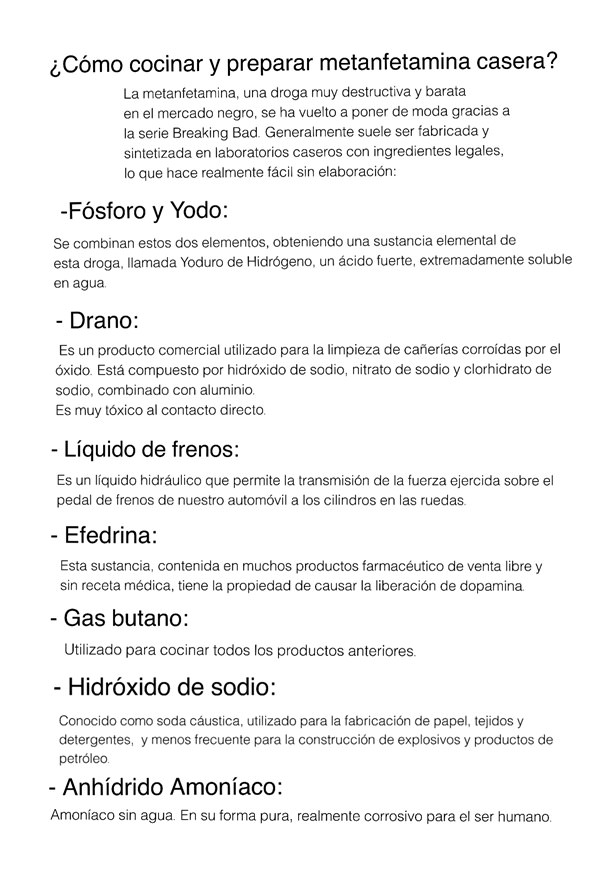 ¿Cómo cocinar y preparar metanfetamina casera?
La metanfetamina, una droga muy destructiva y barata
en el mercado negro, se ha vuelto a poner de moda gracias a
la serie Breaking Bad. Generalmente suele ser fabricada y
sintetizada en laboratorios caseros con ingredientes legales,
lo que hace realmente fácil sin elaboración:
-Fósforo y Yodo:
Se combinan estos dos elementos, obteniendo una sustancia elemental de
esta droga, llamada Yoduro de Hidrógeno, un ácido fuerte, extremadamente soluble
en agua.
- Drano:
Es un producto comercial utilizado para la limpieza de cañerías corroídas por el
óxido. Está compuesto por hidróxido de sodio, nitrato de sodio y clorhidrato de
sodio, combinado con aluminio.
Es muy tóxico al contacto directo.
- Líquido de frenos:
Es un líquido hidráulico que permite la transmisión de la fuerza ejercida sobre el
pedal de frenos de nuestro automóvil a los cilindros en las ruedas.
- Efedrina:
Esta sustancia, contenida en muchos productos farmacéutico de venta libre y
sin receta médica, tiene la propiedad de causar la liberación de dopamina.
- Gas butano:
Utilizado para cocinar todos los productos anteriores.
- Hidróxido de sodio:
Conocido como soda cáustica, utilizado para la fabricación de papel, tejidos y
detergentes, y menos frecuente para la construcción de explosivos y productos de
petróleo.
- Anhídrido Amoníaco:
Amoníaco sin agua. En su forma pura, realmente corrosivo para el ser humano.